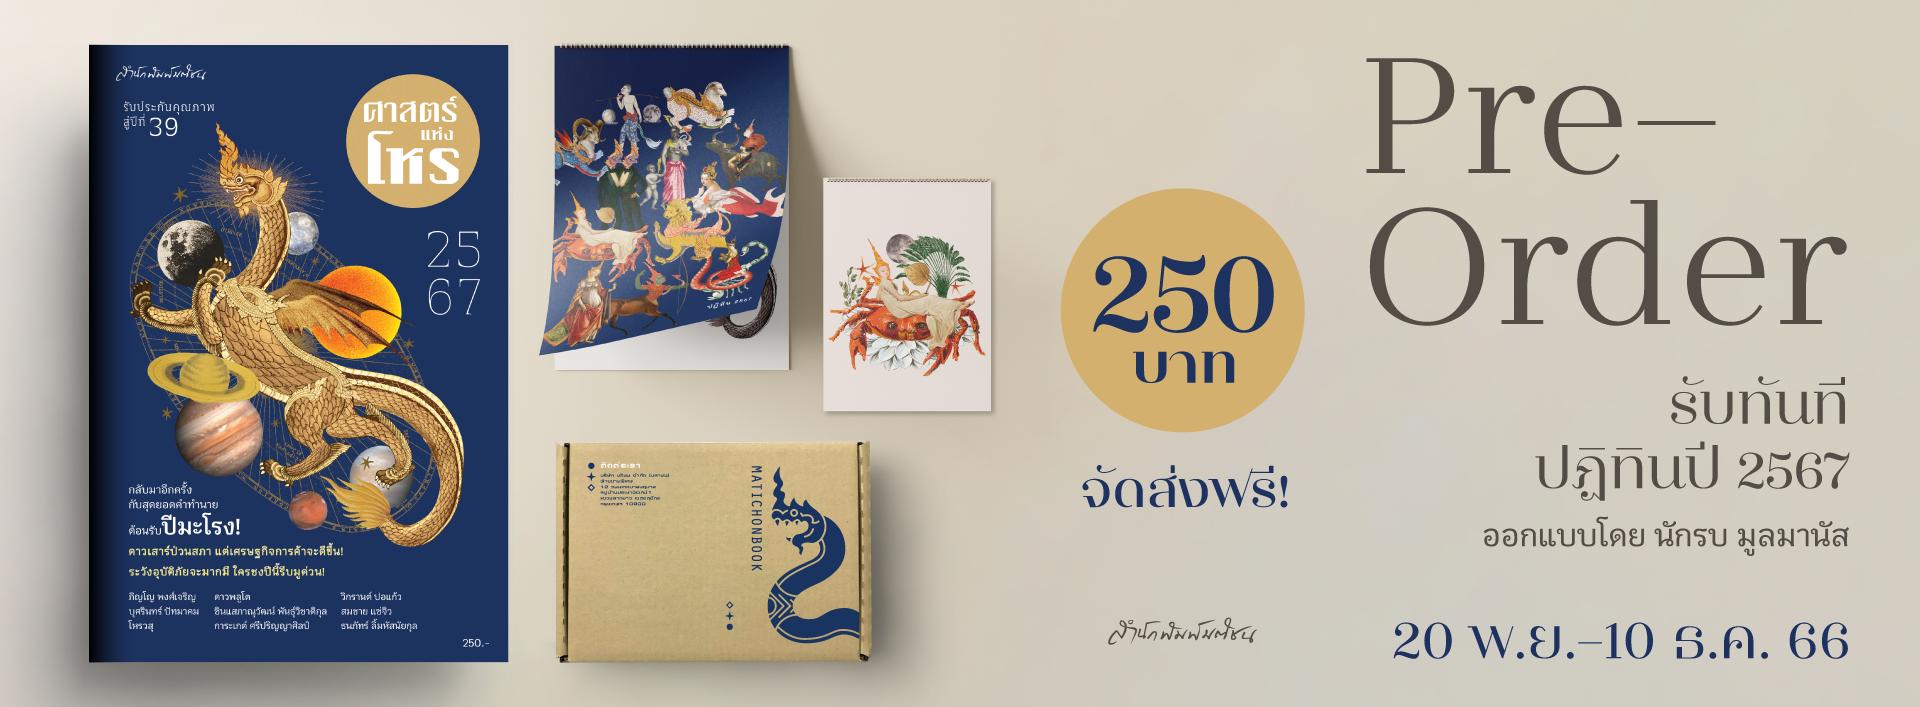 สำนักพิมพ์มติชน
รับประกันคุณภาพ
สู่ปีที่ 39
ศาสตร์
แห่ง
โหร
25
67
กลับมาอีกครั้ง
กับสุดยอดคำทำนาย
ต้อนรับปีมะโรง!
ดาวเสาร์ป่วนสภา แต่เศรษฐกิจการค้าจะดีขึ้น!
ระวังอุบัติภัยจะมากมี ใครชงปีนี้รีบมูด่วน!
ภิญโญ พงศ์เจริญ
บุศรินทร์ ปัทมาคม
โหรวสุ
ดาวพลูโต
ซินแสภาณุวัฒน์ พันธุ์วิชาติกุล
การะเกต์ ศรีปริญญาศิลป์
วิกรานต์ ปอแก้ว
สมชาย แซ่จิว
ธนภัทร์ ลิ้มหัสนัยกุล
250.-
ปฏิทิน 2567
ติดต่อเรา
MATICHONBOOK
250
บาท
จัดส่งฟรี!
สำนักพิมพ์มติชน
Pre-
Order
รับทันที
ปฏิทินปี 2567
ออกแบบโดย นักรบ มูลมานัส
20 พ.ย.–10 ธ.ค. 66